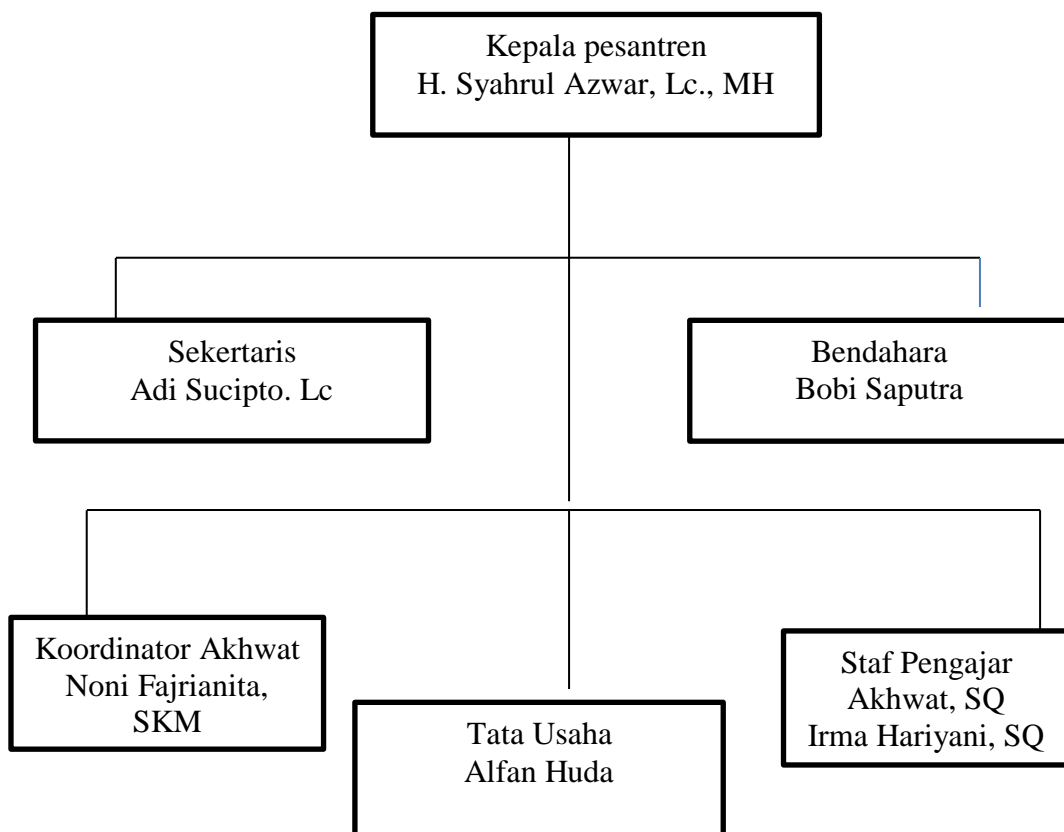 Kepala pesantren
H. Syahrul Azwar, Lc., MH
Sekertaris
Adi Sucipto. Lc
Bendahara
Bobi Saputra
Koordinator Akhwat
Noni Fajrianita,
SKM
Tata Usaha
Alfan Huda
Staf Pengajar
Akhwat, SQ
Irma Hariyani, SQ